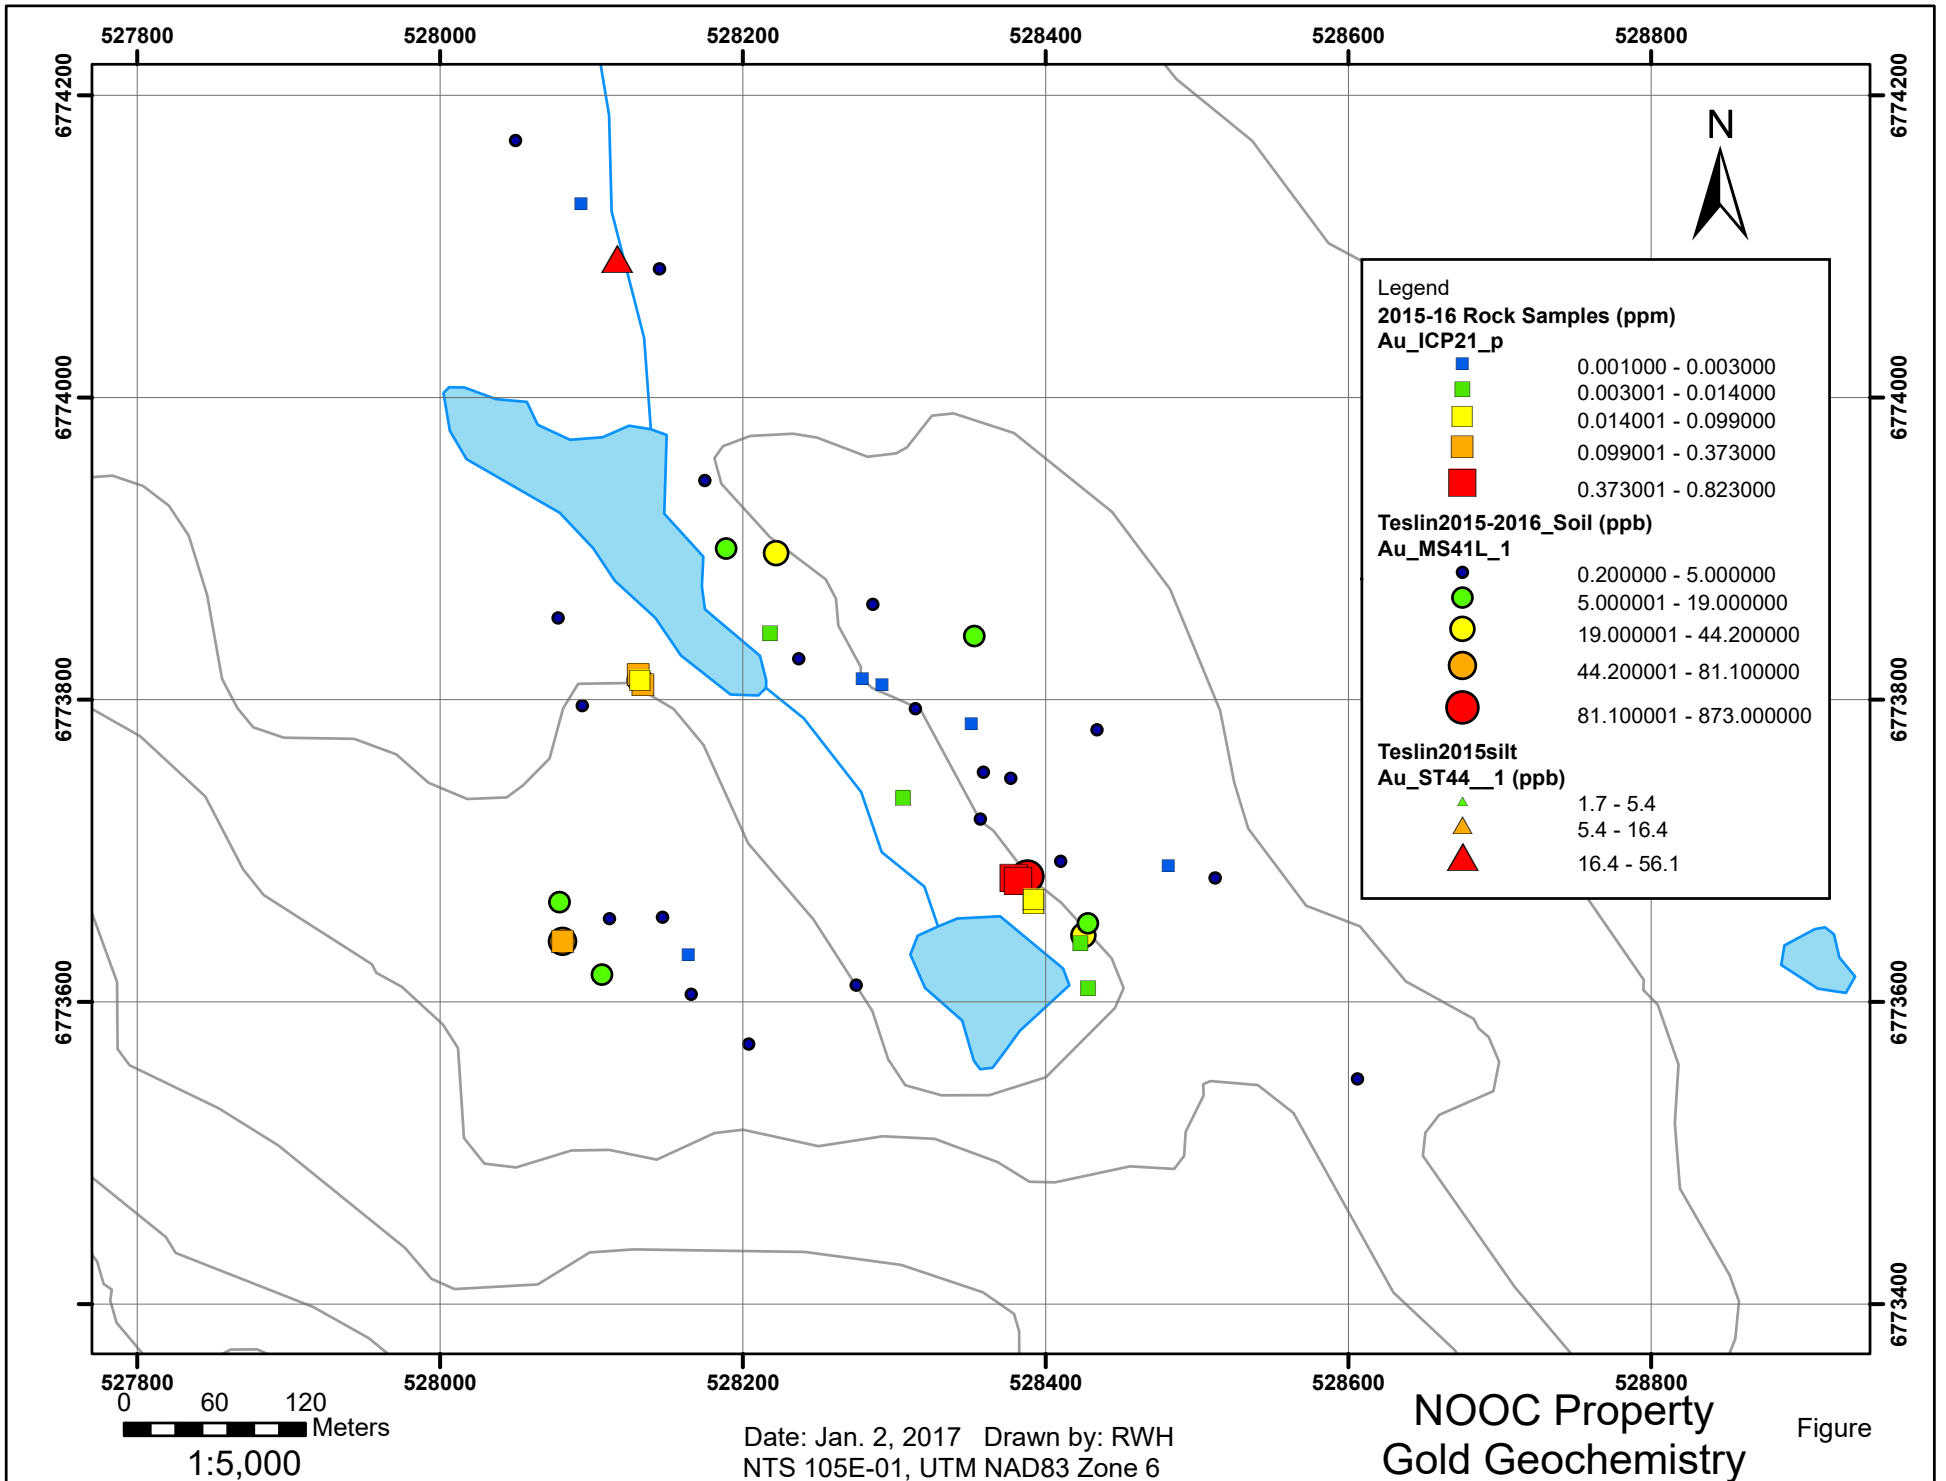 527800 528000 528200 528400 528600 528800
6774200 6774200
6774000 6774000
6773800 6773800
6773600 6773600
6773400
N
Legend
2015-16 Rock Samples (ppm)
Au_ICP21_p
0.001000 - 0.003000
0.003001 - 0.014000
0.014001 - 0.099000
0.099001 - 0.373000
0.373001 - 0.823000
Teslin2015-2016_Soil (ppb)
Au_MS41L_1
0.200000 - 5.000000
5.000001 - 19.000000
19.000001 - 44.200000
44.200001 - 81.100000
81.100001 - 873.000000
Teslin2015silt
Au_ST44__1 (ppb)
1.7 - 5.4
5.4 - 16.4
16.4 - 56.1
527800 528000 528200 528400 528600 528800
0 60 120
Meters
1:5,000
Date: Jan. 2, 2017 Drawn by: RWH
NTS 105E-01, UTM NAD83 Zone 6
NOOC Property
Gold Geochemistry
Figure